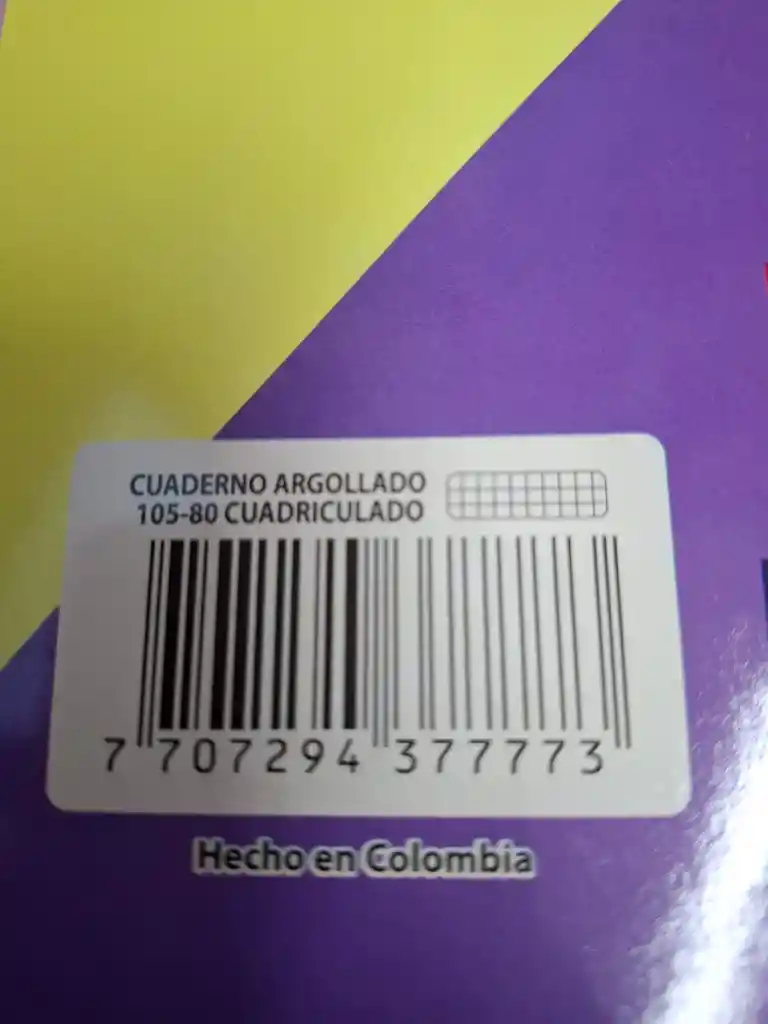 CUADERNO ARGOLLADO
105-80 CUADRICULADO
7 707294 377773
Hecho en Colombia